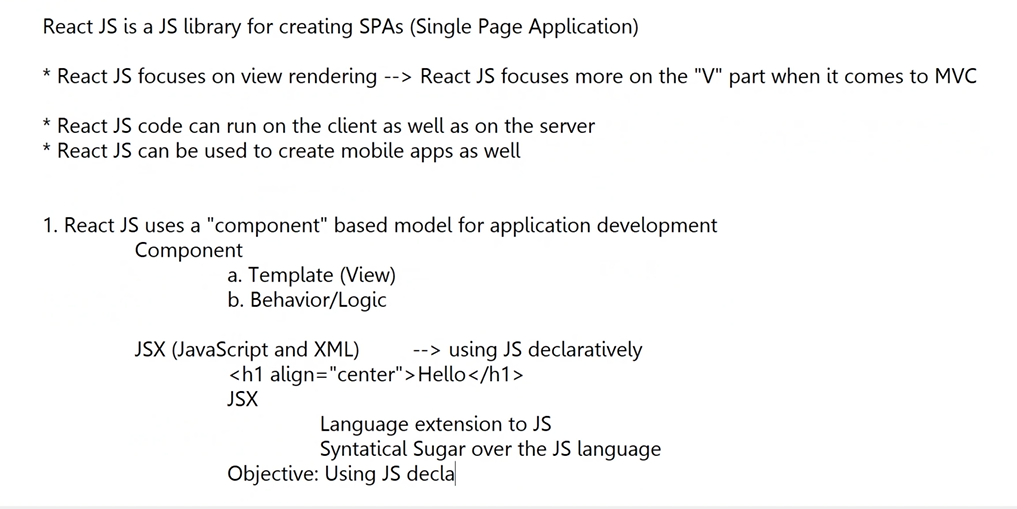 React JS is a JS library for creating SPAs (Single Page Application)
* React JS focuses on view rendering --> React JS focuses more on the "V" part when it comes to MVC
* React JS code can run on the client as well as on the server
* React JS can be used to create mobile apps as well
1. React JS uses a "component" based model for application development
Component
a. Template (View)
b. Behavior/Logic
JSX (JavaScript and XML) --> using JS declaratively
<h1 align="center">Hello</h1>
JSX
Language extension to JS
Syntatical Sugar over the JS language
Objective: Using JS decla